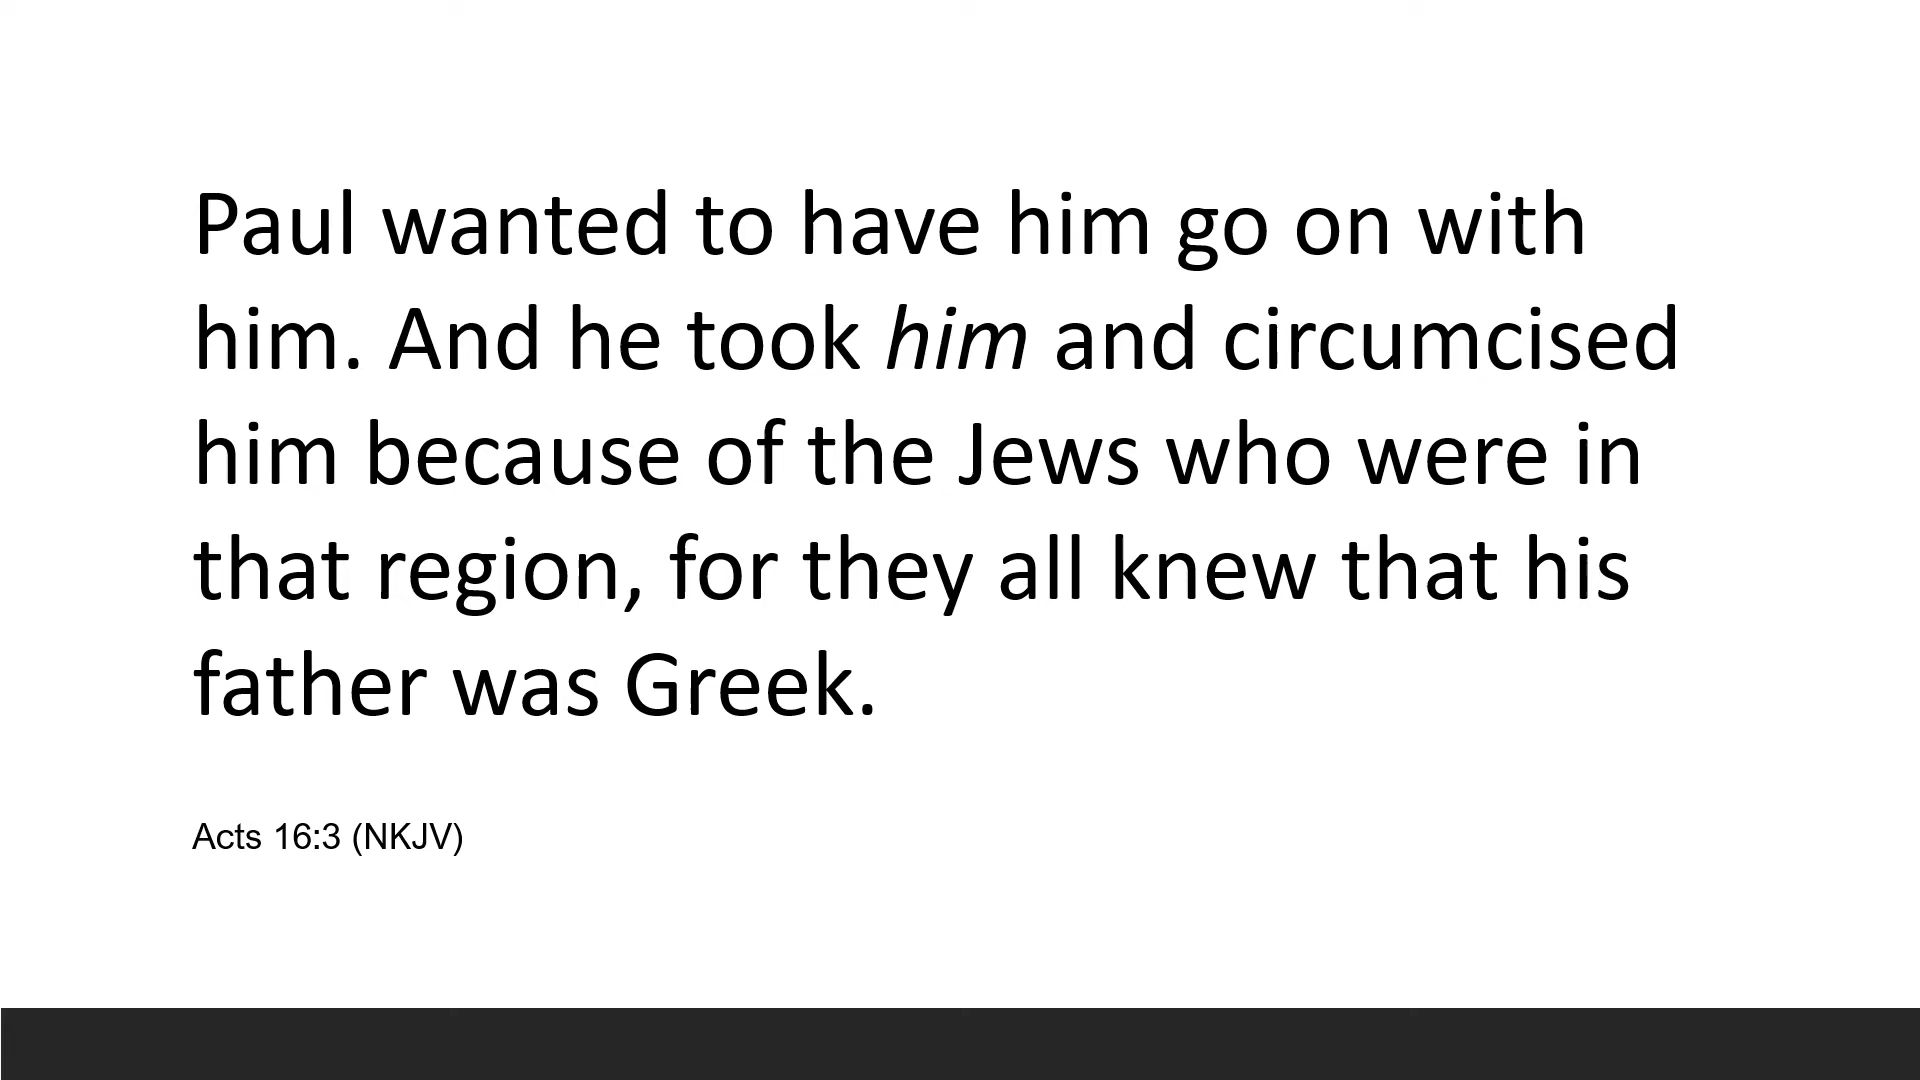 Paul wanted to have him go on with
him. And he took him and circumcised
him because of the Jews who were in
that region, for they all knew that his
father was Greek.
Acts 16:3 (NKJV)